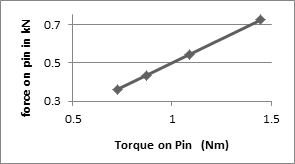 force on pin in kN
0.7
0.5
0.3
0.5 1 1.5
Torque on Pin (Nm)